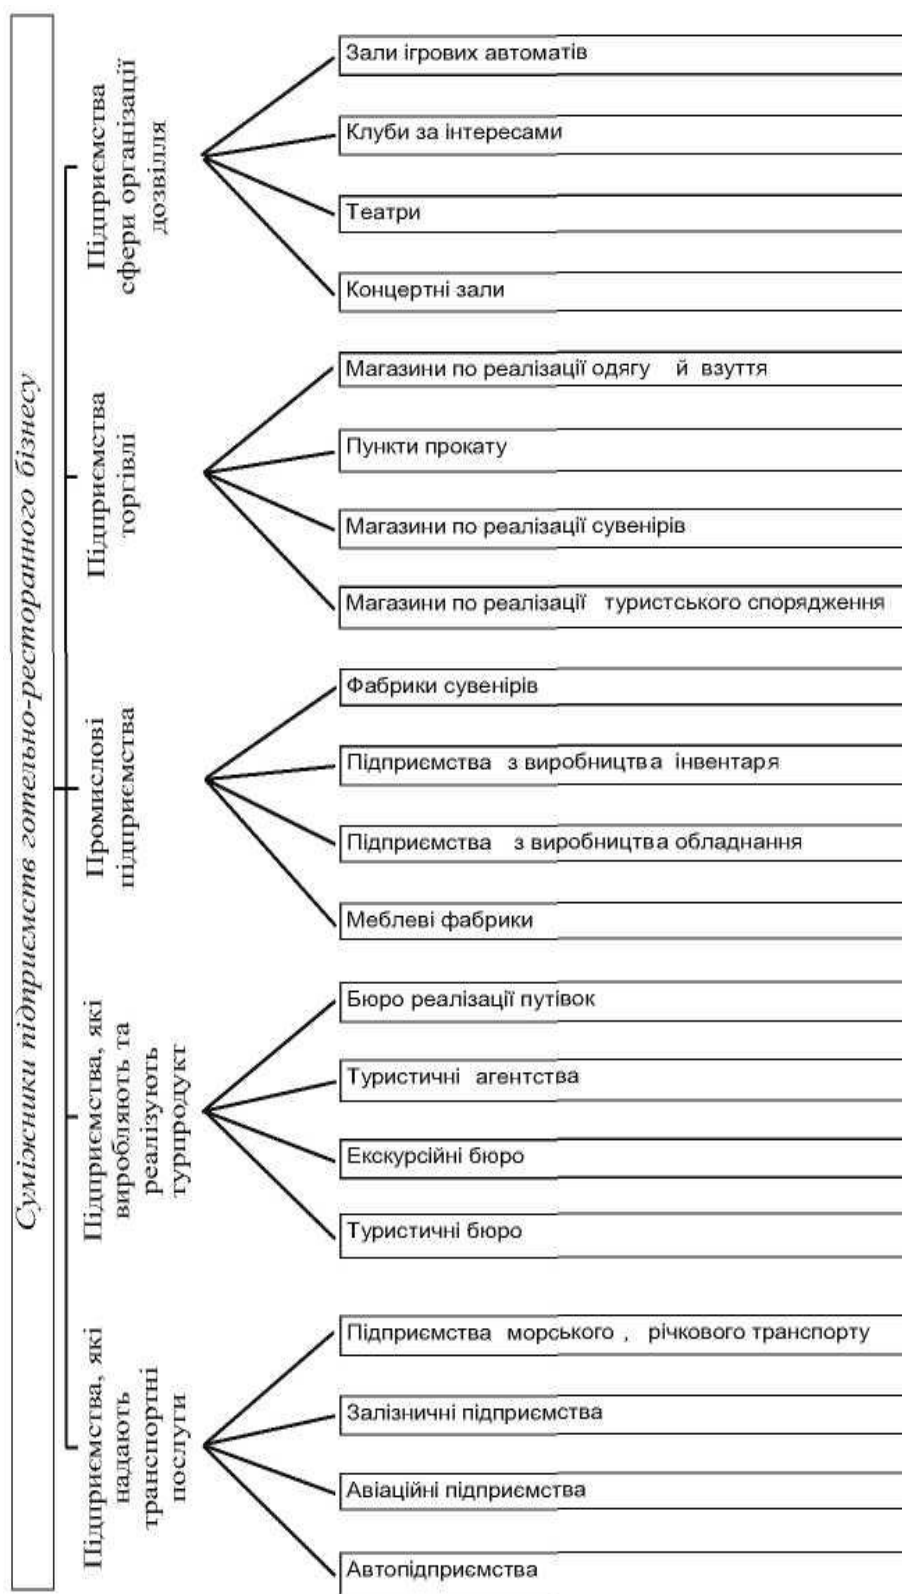 Суміжники підприємств готельно-ресторанного бізнесу
Підприємства
сфери організації
дозвілля
Зали ігрових автоматів
Клуби за інтересами
Театри
Концертні зали
Підприємства
торгівлі
Магазини по реалізації одягу й взуття
Пункти прокату
Магазини по реалізації сувенірів
Магазини по реалізації туристського спорядження
Промислові
підприємства
Фабрики сувенірів
Підприємства з виробництва інвентаря
Підприємства з виробництва обладнання
Меблеві фабрики
Підприємства, які
виробляють та
реалізують
турпродукт
Бюро реалізації путівок
Туристичні агентства
Екскурсійні бюро
Туристичні бюро
Підприємства, які
надають
транспортні
послуги
Підприємства морського , річкового транспорту
Залізничні підприємства
Авіаційні підприємства
Автопідприємства